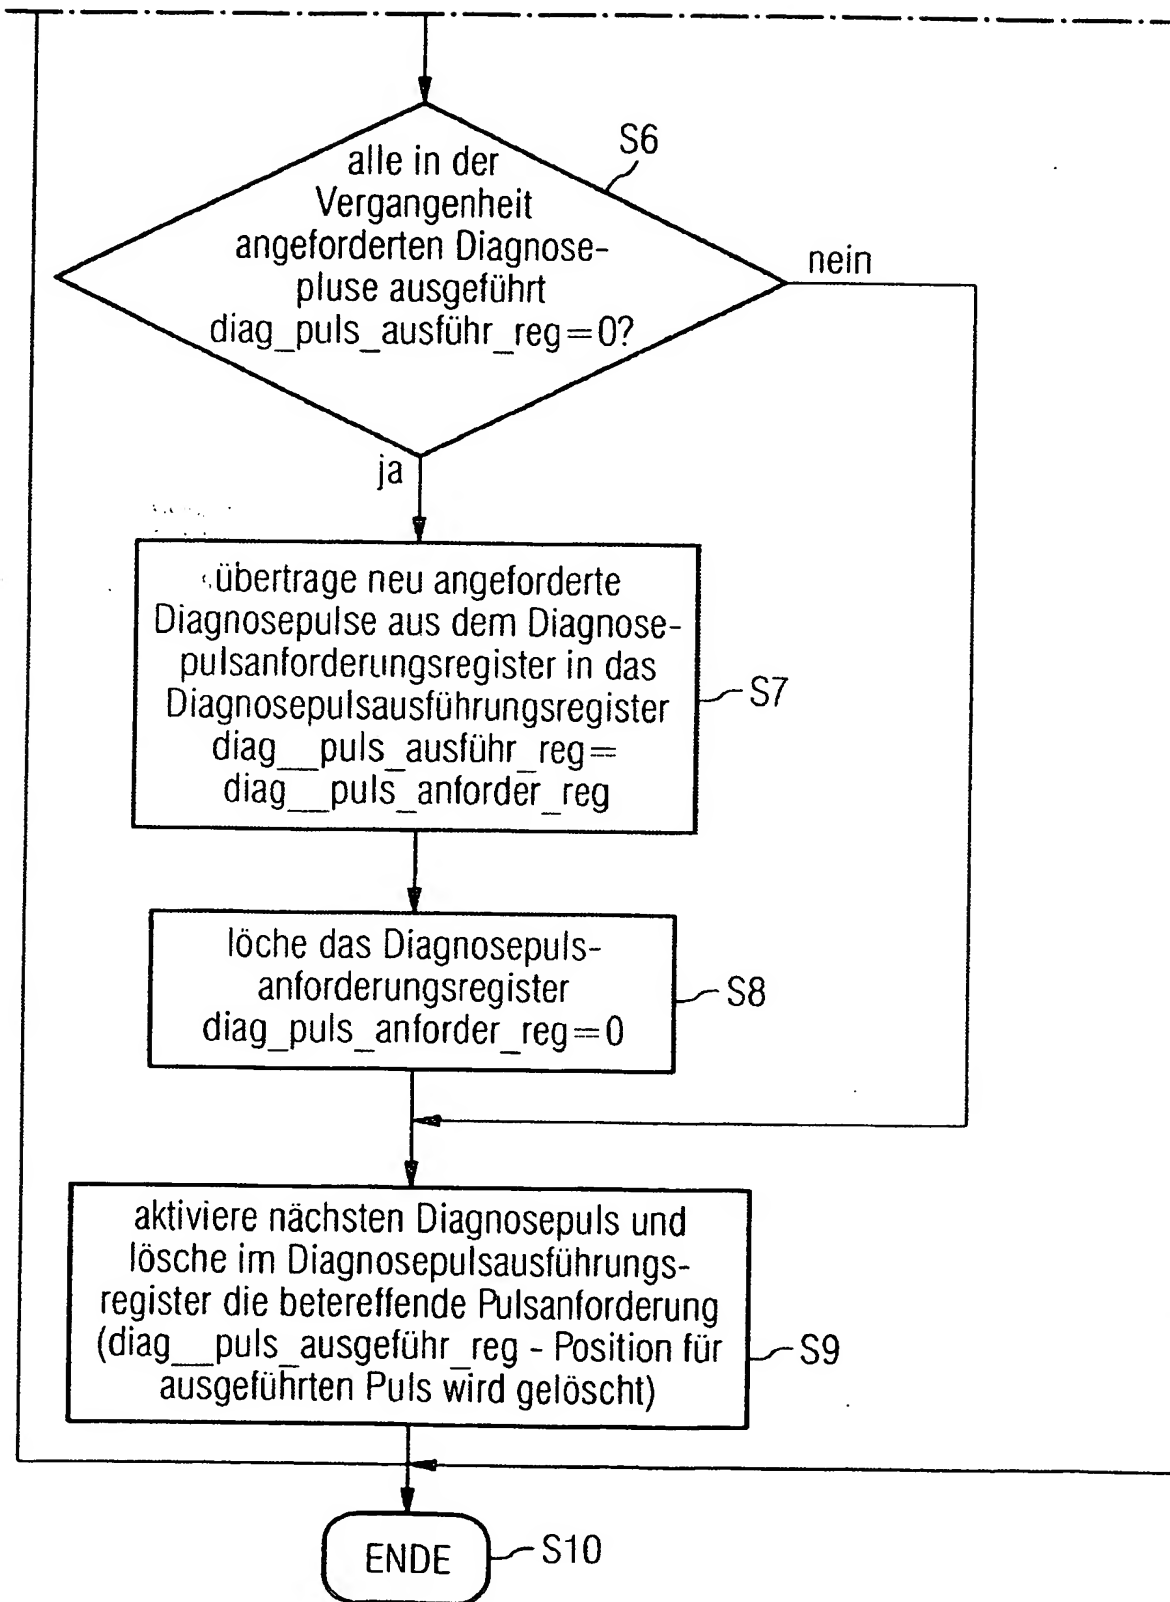 S6
alle in der
Vergangenheit
angeforderten Diagnose-
pluse ausgeführt
diag_puls_ausführ_reg=0?
nein
ja
übertrage neu angeforderte
Diagnosepulse aus dem Diagnose-
pulsanforderungsregister in das
Diagnosepulsausführungsregister
diag__puls_ausführ_reg=
diag__puls_anforder_reg
S7
löche das Diagnosepuls-
anforderungsregister
diag_puls_anforder_reg=0
S8
aktiviere nächsten Diagnosepuls und
lösche im Diagnosepulsausführungs-
register die betereffende Pulsanforderung
(diag__puls_ausgeführ_reg - Position für
ausgeführten Puls wird gelöscht)
S9
ENDE
S10